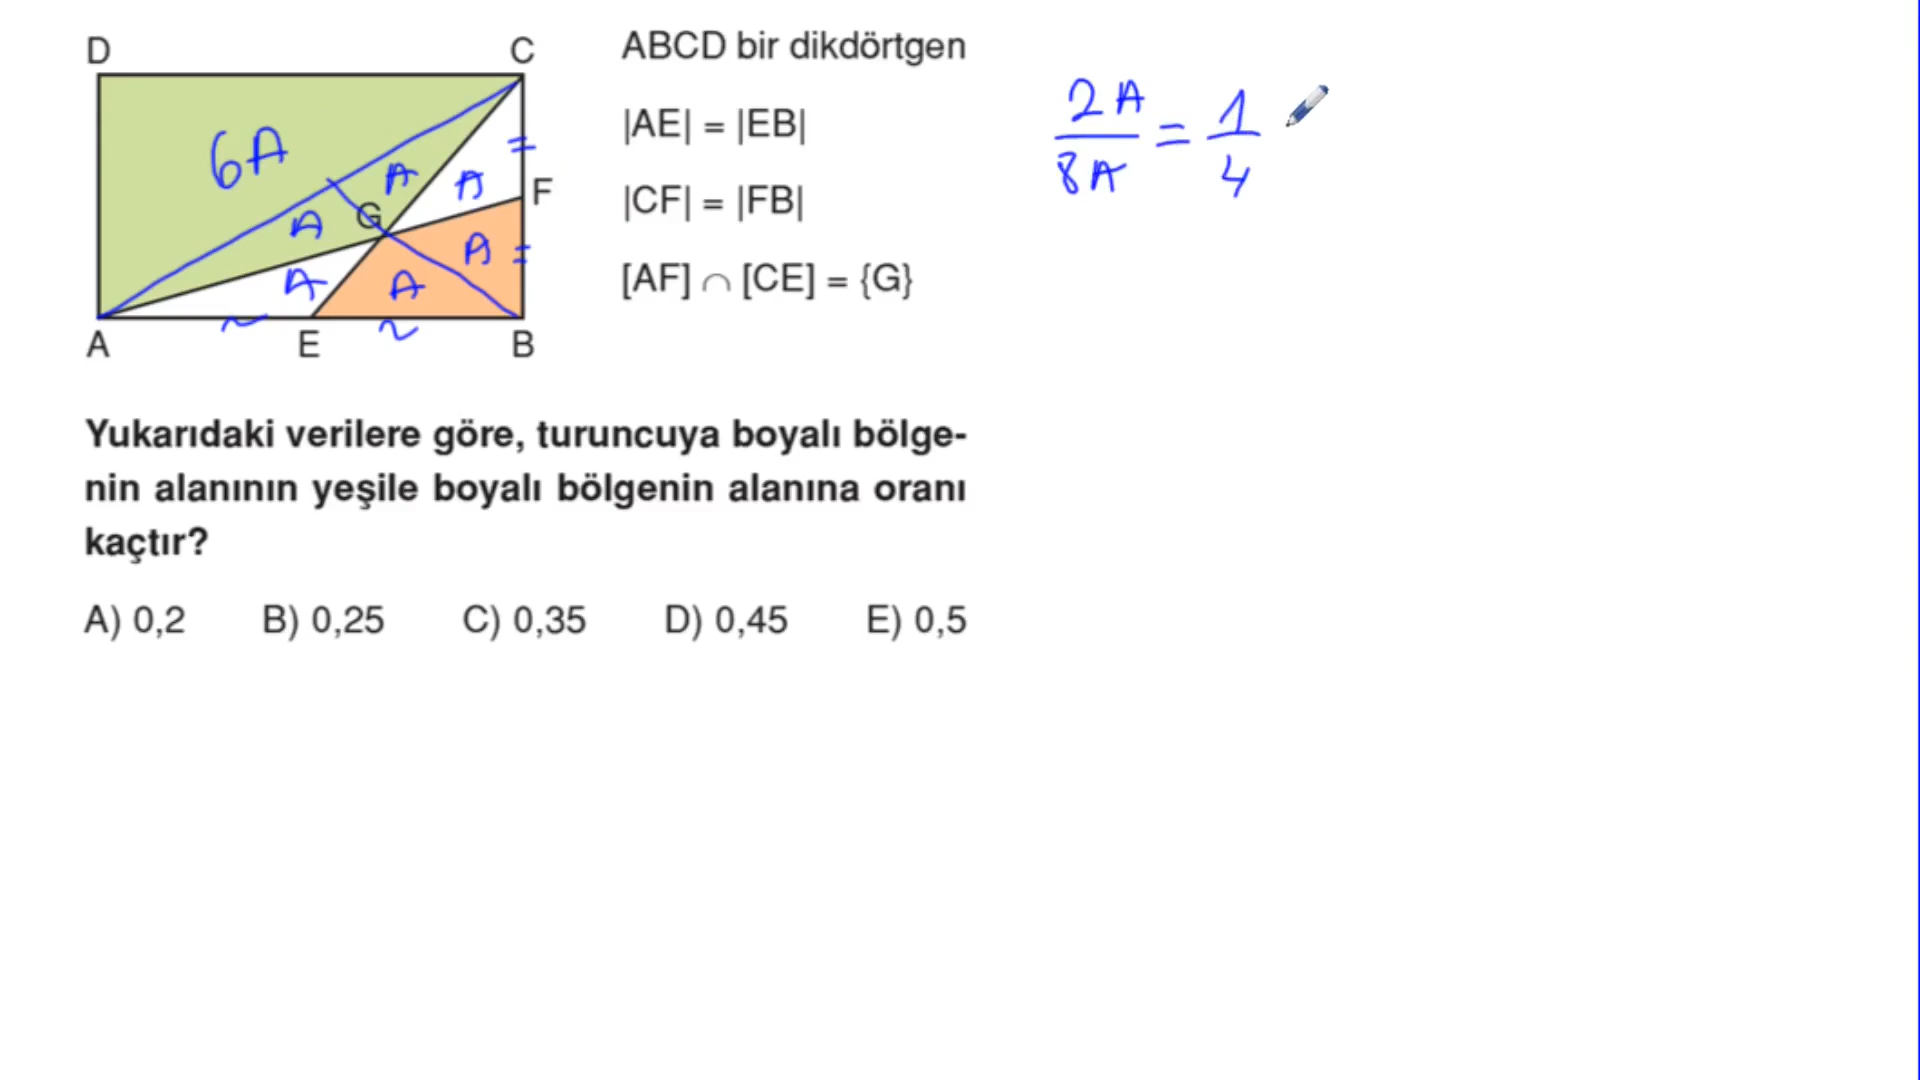 D C
ABCD bir dikdörtgen
2A/8A = 1/4
|AE| = |EB|
6A
A A =
F
|CF| = |FB|
A G
A =
A A
[AF] ∩ [CE] = {G}
~ ~
A E B
Yukarıdaki verilere göre, turuncuya boyalı bölge-
nin alanının yeşile boyalı bölgenin alanına oranı
kaçtır?
A) 0,2 B) 0,25 C) 0,35 D) 0,45 E) 0,5